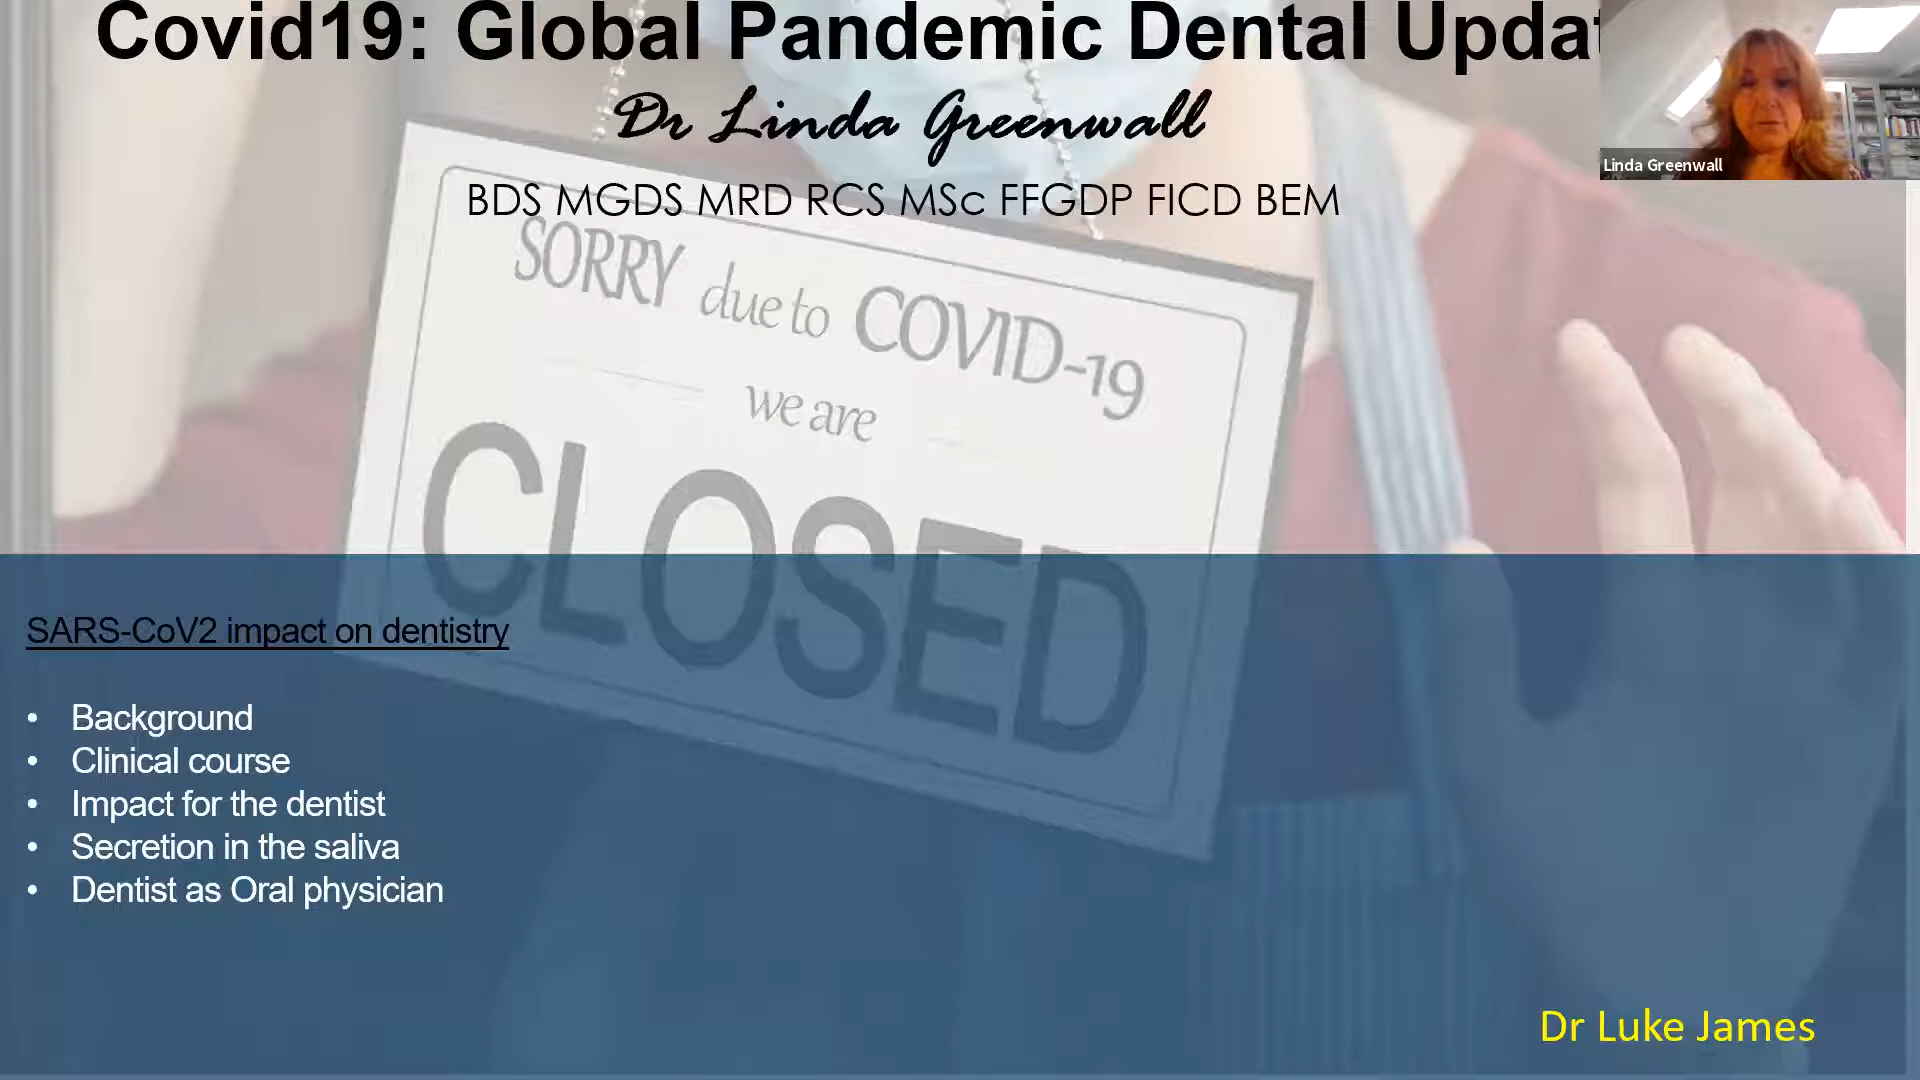 Covid19: Global Pandemic Dental Updat
Dr Linda Greenwall
Linda Greenwall
BDS MGDS MRD RCS MSc FFGDP FICD BEM
SORRY due to COVID-19
we are
CLOSED
SARS-CoV2 impact on dentistry
• Background
• Clinical course
• Impact for the dentist
• Secretion in the saliva
• Dentist as Oral physician
Dr Luke James